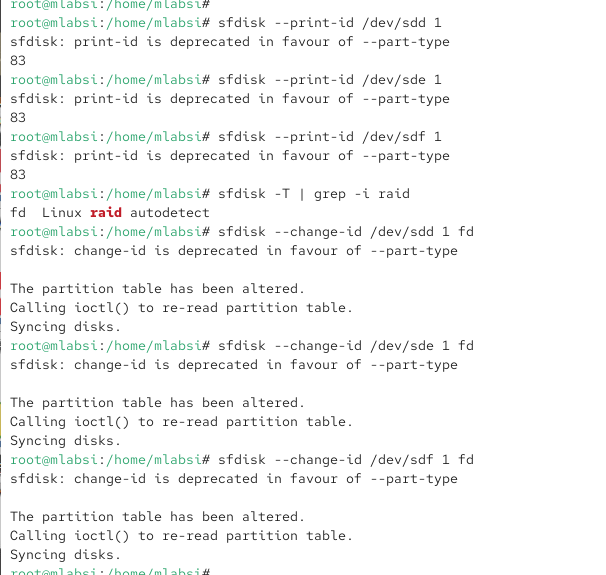 root@mlabsi:/home/mlabsi#
root@mlabsi:/home/mlabsi# sfdisk --print-id /dev/sdd 1
sfdisk: print-id is deprecated in favour of --part-type
83
root@mlabsi:/home/mlabsi# sfdisk --print-id /dev/sde 1
sfdisk: print-id is deprecated in favour of --part-type
83
root@mlabsi:/home/mlabsi# sfdisk --print-id /dev/sdf 1
sfdisk: print-id is deprecated in favour of --part-type
83
root@mlabsi:/home/mlabsi# sfdisk -T | grep -i raid
fd  Linux raid autodetect
root@mlabsi:/home/mlabsi# sfdisk --change-id /dev/sdd 1 fd
sfdisk: change-id is deprecated in favour of --part-type

The partition table has been altered.
Calling ioctl() to re-read partition table.
Syncing disks.
root@mlabsi:/home/mlabsi# sfdisk --change-id /dev/sde 1 fd
sfdisk: change-id is deprecated in favour of --part-type

The partition table has been altered.
Calling ioctl() to re-read partition table.
Syncing disks.
root@mlabsi:/home/mlabsi# sfdisk --change-id /dev/sdf 1 fd
sfdisk: change-id is deprecated in favour of --part-type

The partition table has been altered.
Calling ioctl() to re-read partition table.
Syncing disks.
root@mlabsi:/home/mlabsi#